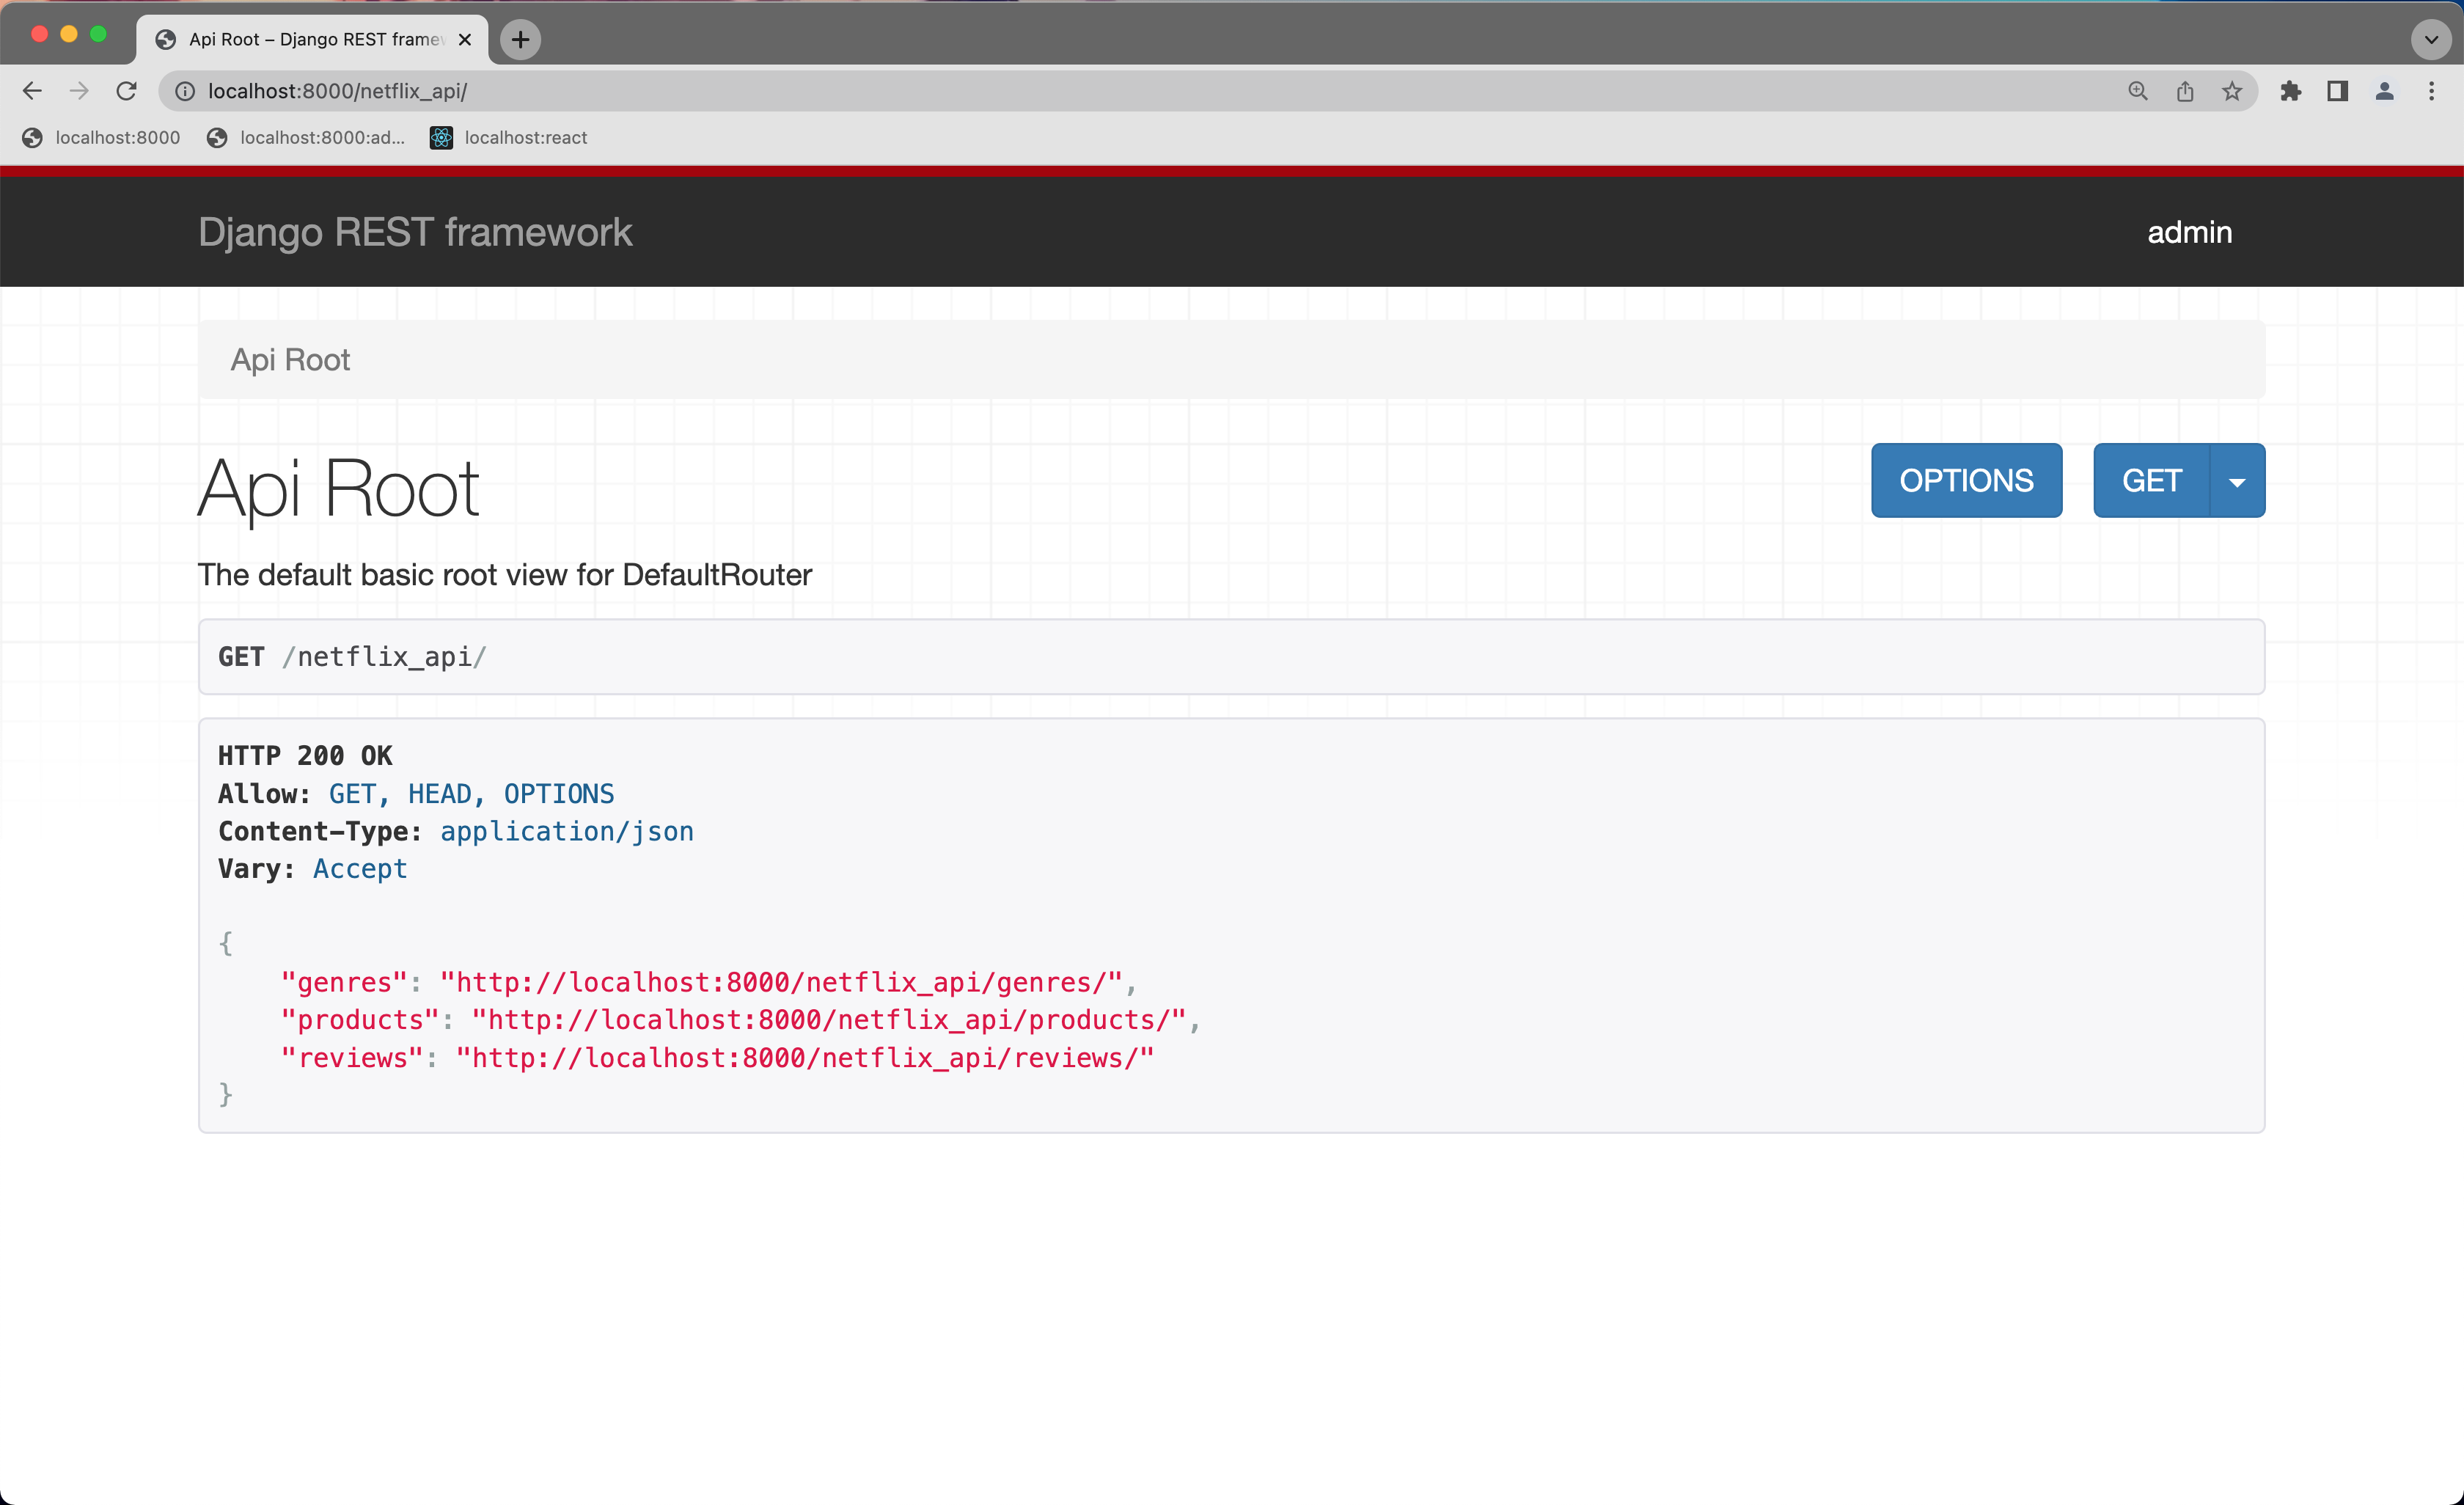 Api Root – Django REST framew
localhost:8000/netflix_api/
localhost:8000
localhost:8000:ad...
localhost:react
Django REST framework
admin
Api Root
Api Root
OPTIONS
GET
The default basic root view for DefaultRouter
GET /netflix_api/
HTTP 200 OK
Allow: GET, HEAD, OPTIONS
Content-Type: application/json
Vary: Accept
{
    "genres": "http://localhost:8000/netflix_api/genres/",
    "products": "http://localhost:8000/netflix_api/products/",
    "reviews": "http://localhost:8000/netflix_api/reviews/"
}